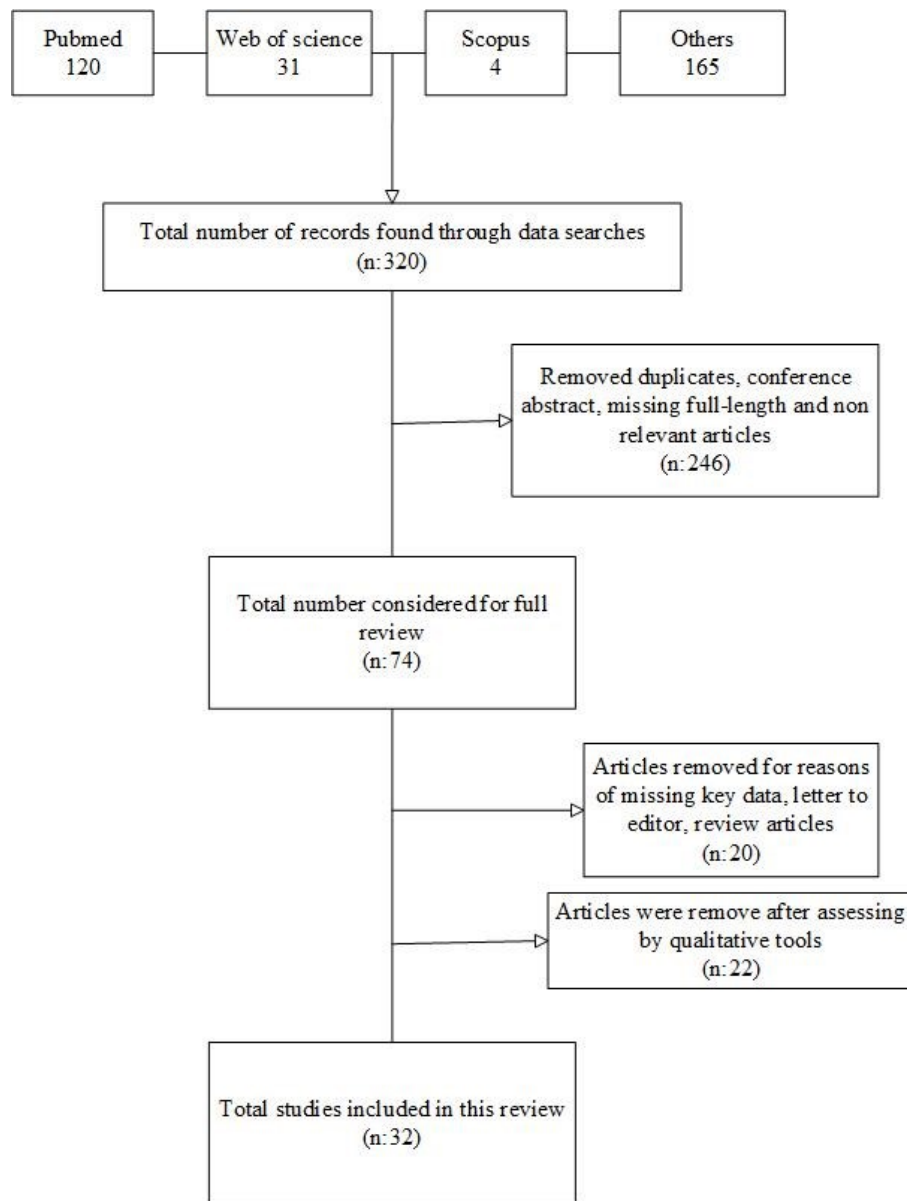 Pubmed
120
Web of science
31
Scopus
4
Others
165
Total number of records found through data searches
(n:320)
Removed duplicates, conference
abstract, missing full-length and non
relevant articles
(n:246)
Total number considered for full
review
(n:74)
Articles removed for reasons
of missing key data, letter to
editor, review articles
(n:20)
Articles were remove after assessing
by qualitative tools
(n:22)
Total studies included in this review
(n:32)